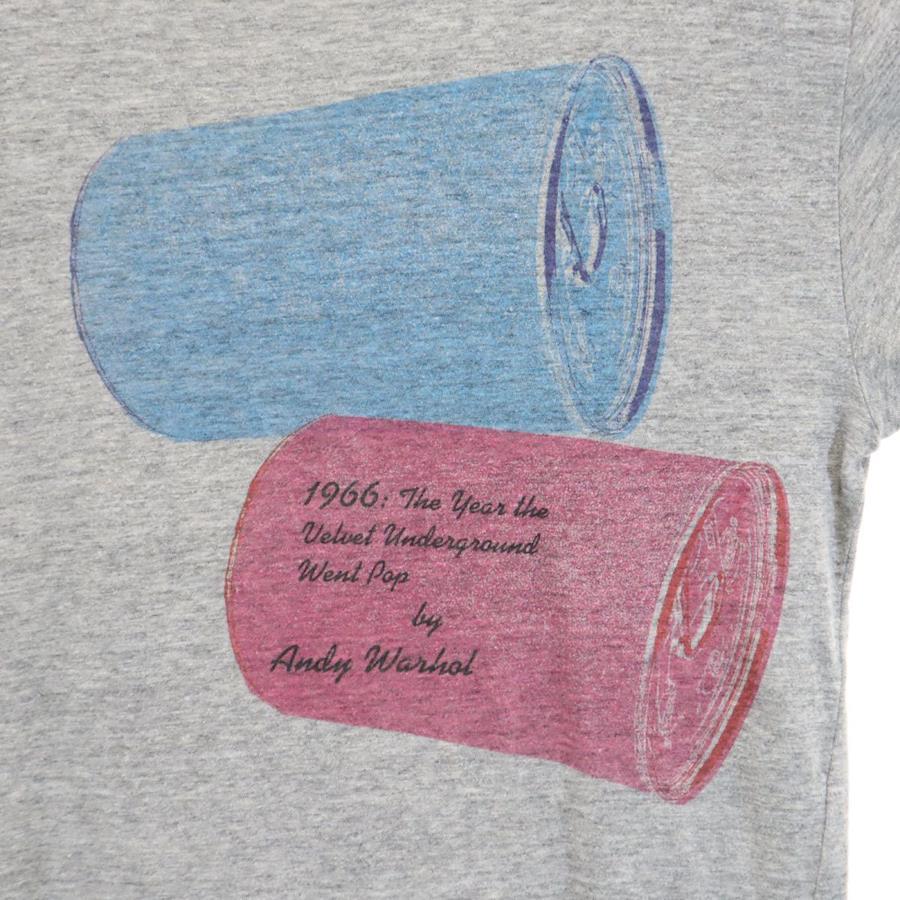 1966: The Year the
Velvet Underground
Went Pop
by
Andy Warhol